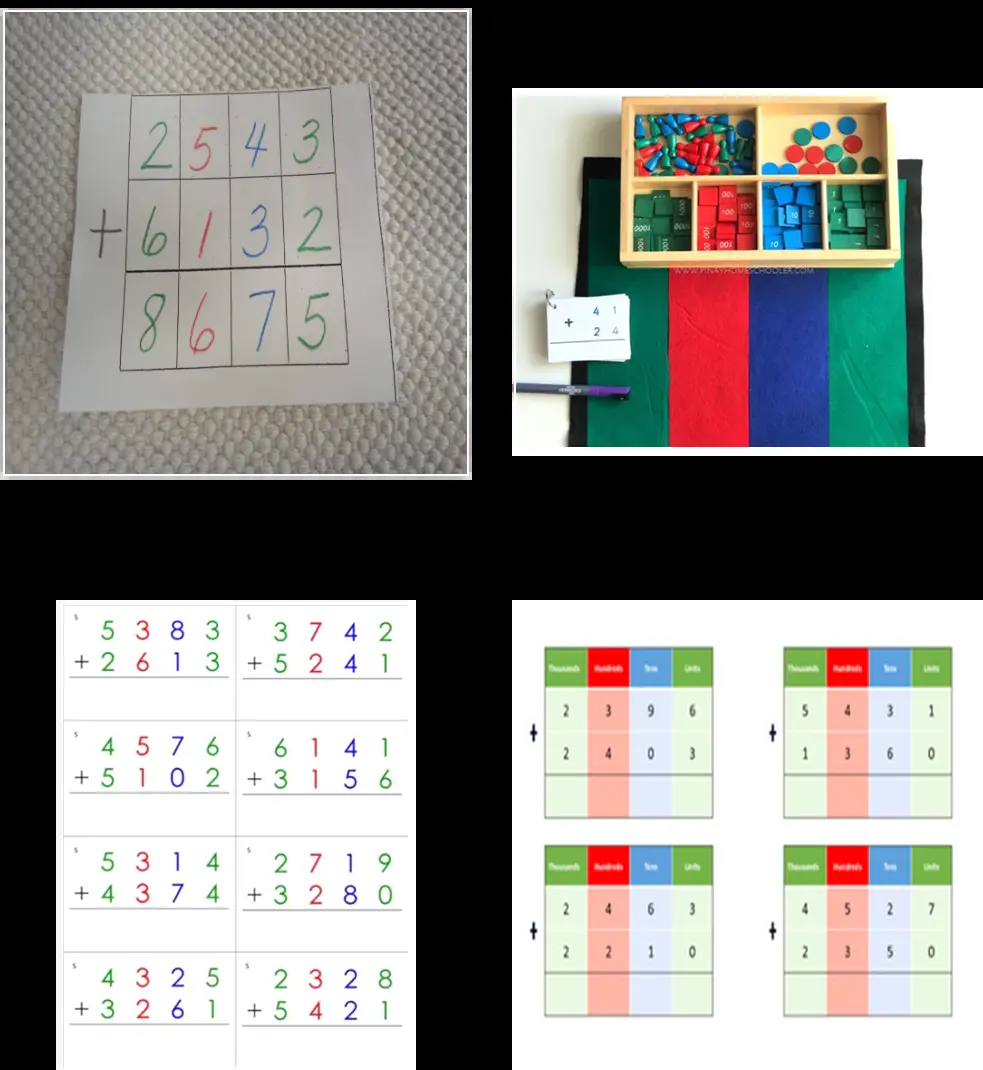 2 5 4 3
+ 6 1 3 2
8 6 7 5
1000
100
100
100
100
10
10
10
1
1
WWW.PINAYHOMESCHOOLER.COM
4 1
+
2 4
s
5 3 8 3
+ 2 6 1 3
s
3 7 4 2
+ 5 2 4 1
s
4 5 7 6
+ 5 1 0 2
s
6 1 4 1
+ 3 1 5 6
s
5 3 1 4
+ 4 3 7 4
s
2 7 1 9
+ 3 2 8 0
s
4 3 2 5
+ 3 2 6 1
s
2 3 2 8
+ 5 4 2 1
Thousands Hundreds Tens Units
2 3 9 6
+
2 4 0 3
Thousands Hundreds Tens Units
5 4 3 1
+
1 3 6 0
Thousands Hundreds Tens Units
2 4 6 3
+
2 2 1 0
Thousands Hundreds Tens Units
4 5 2 7
+
2 3 5 0